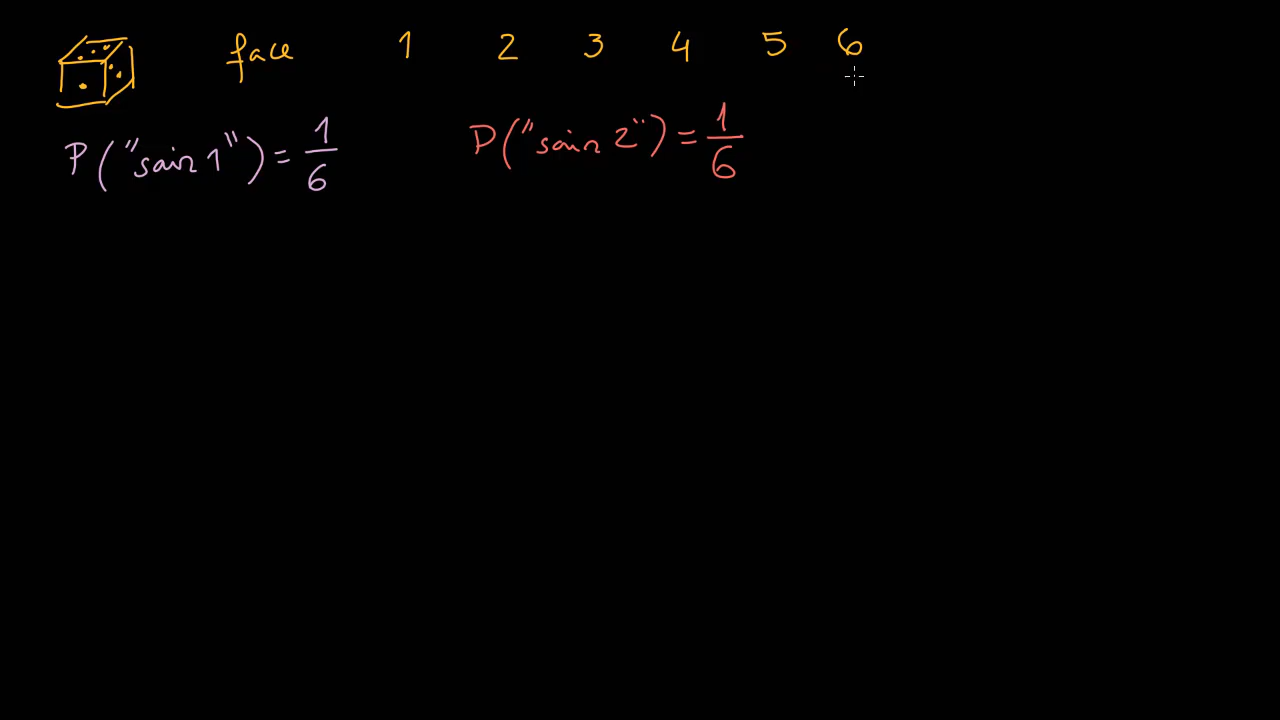 face 1 2 3 4 5 6
P("sair 1") = 1/6 P("sair 2") = 1/6